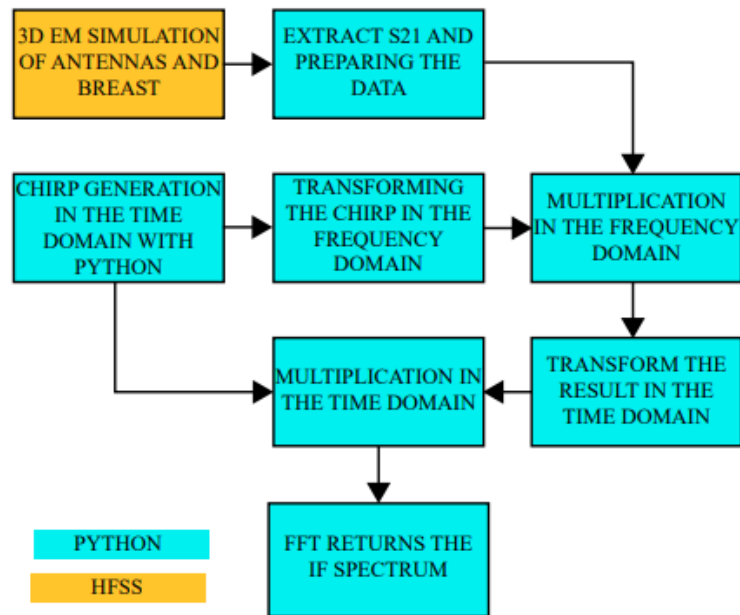 3D EM SIMULATION
OF ANTENNAS AND
BREAST
EXTRACT S21 AND
PREPARING THE
DATA
CHIRP GENERATION
IN THE TIME
DOMAIN WITH
PYTHON
TRANSFORMING
THE CHIRP IN THE
FREQUENCY
DOMAIN
MULTIPLICATION
IN THE FREQUENCY
DOMAIN
MULTIPLICATION IN
THE TIME DOMAIN
TRANSFORM THE
RESULT IN THE
TIME DOMAIN
FFT RETURNS THE
IF SPECTRUM
PYTHON
HFSS